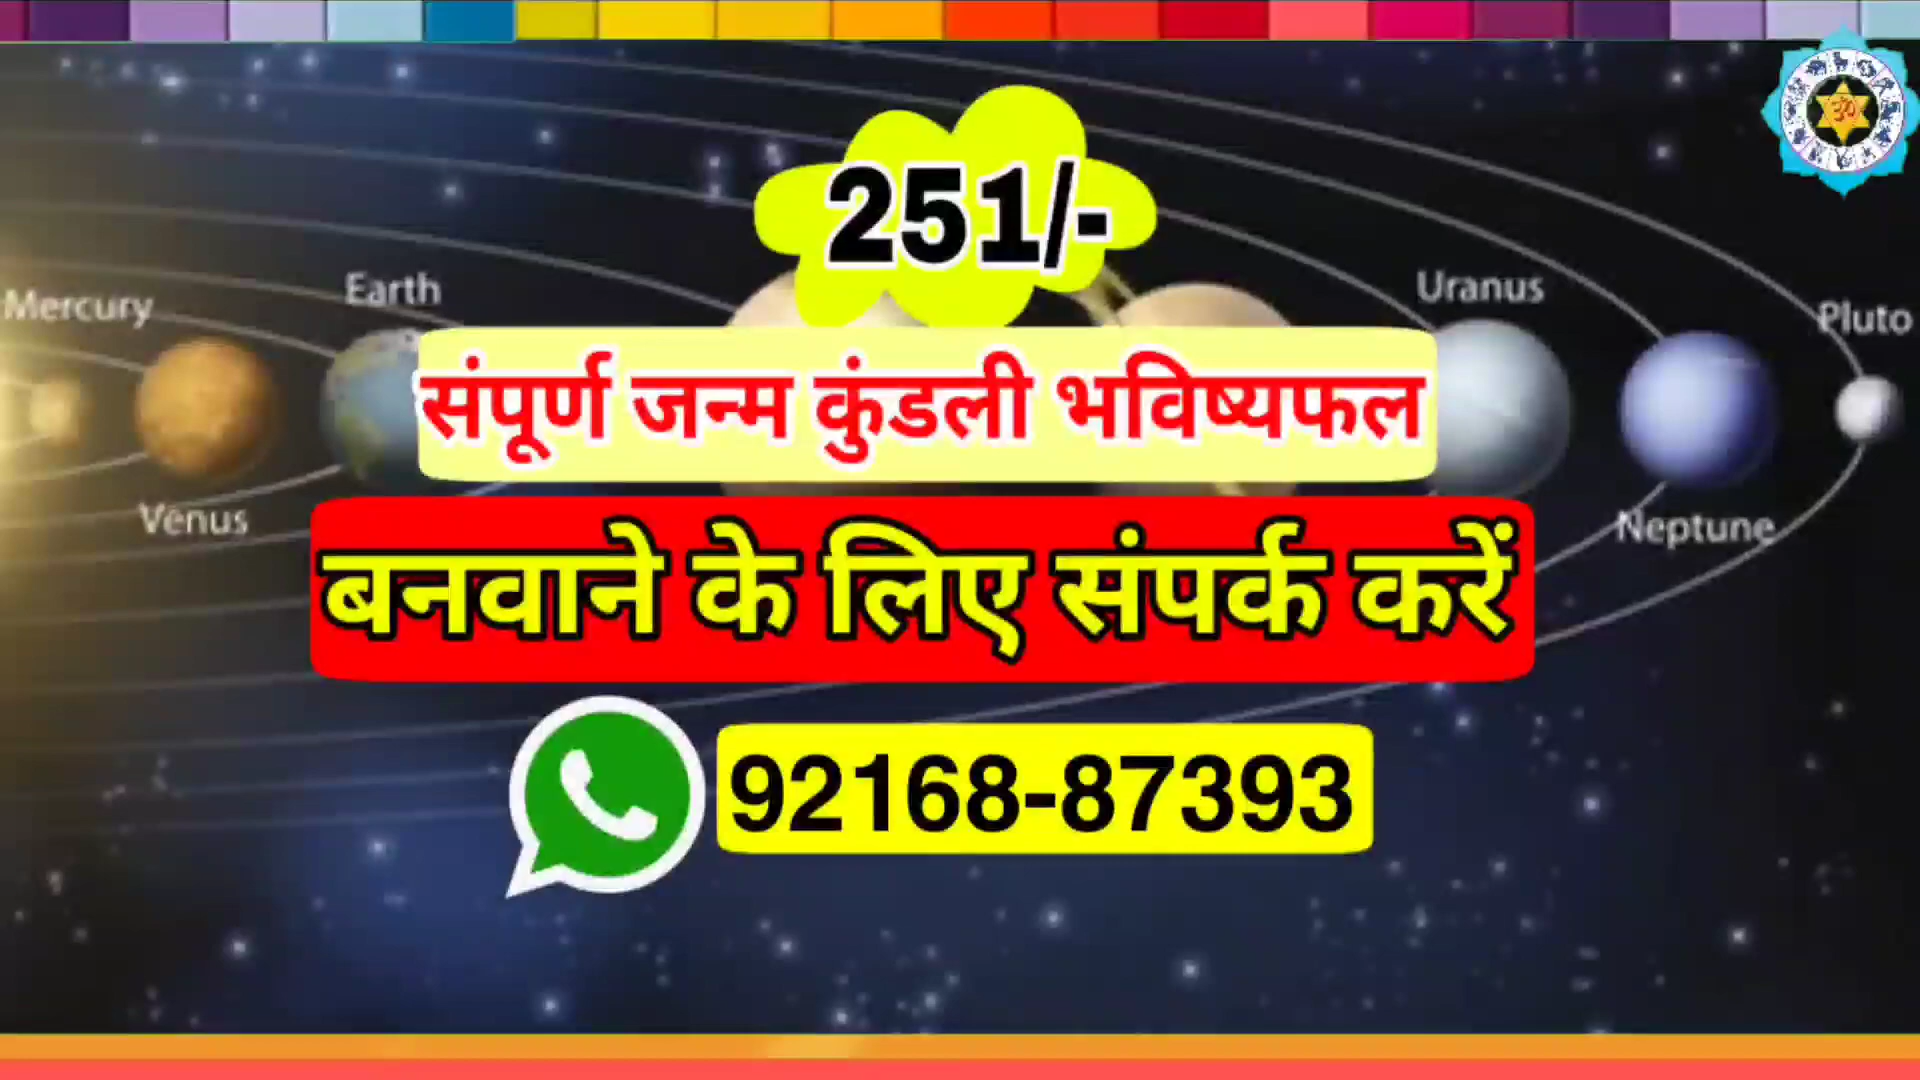 251/-
Mercury
Earth
Uranus
Pluto
संपूर्ण जन्म कुंडली भविष्यफल
Venus
Neptune
बनवाने के लिए संपर्क करें
92168-87393
ॐ